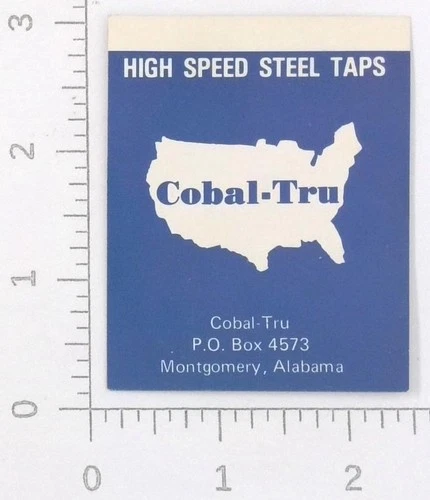 3
HIGH SPEED STEEL TAPS
2
Cobal-Tru
1
Cobal-Tru
P.O. Box 4573
Montgomery, Alabama
0
0 1 2